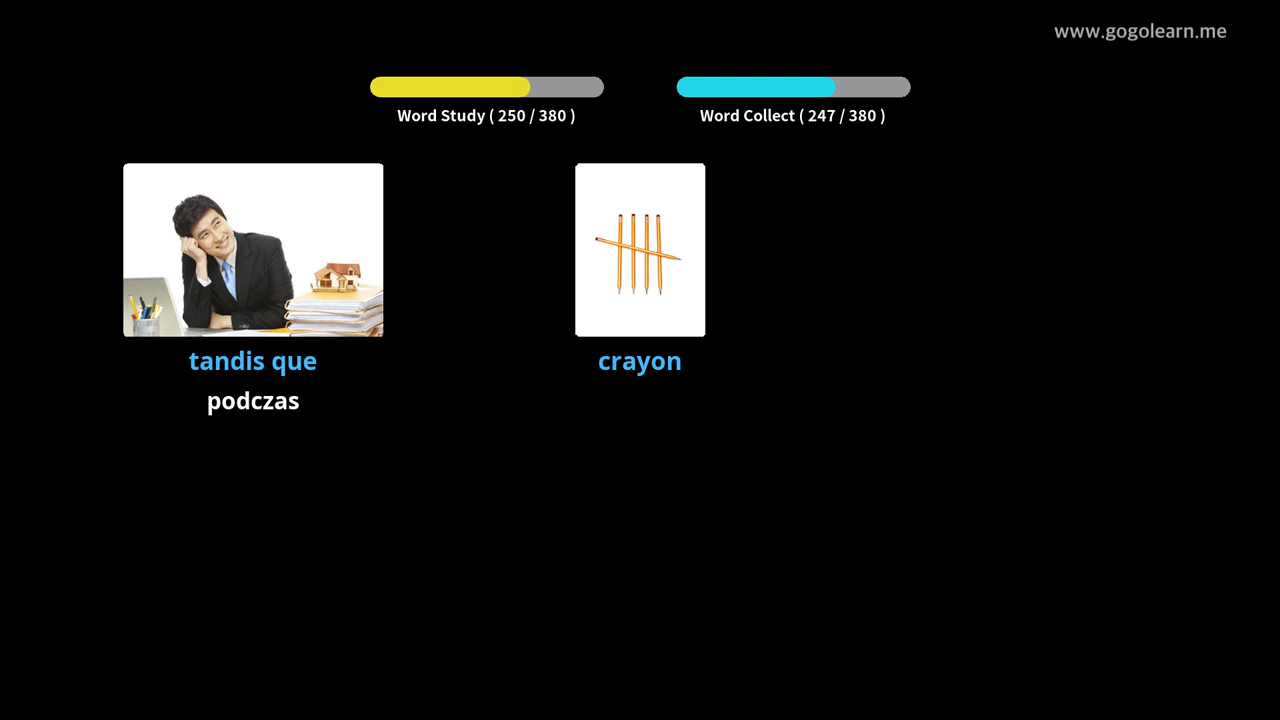 www.gogolearn.me
Word Study ( 250 / 380 )
Word Collect ( 247 / 380 )
tandis que
podczas
crayon